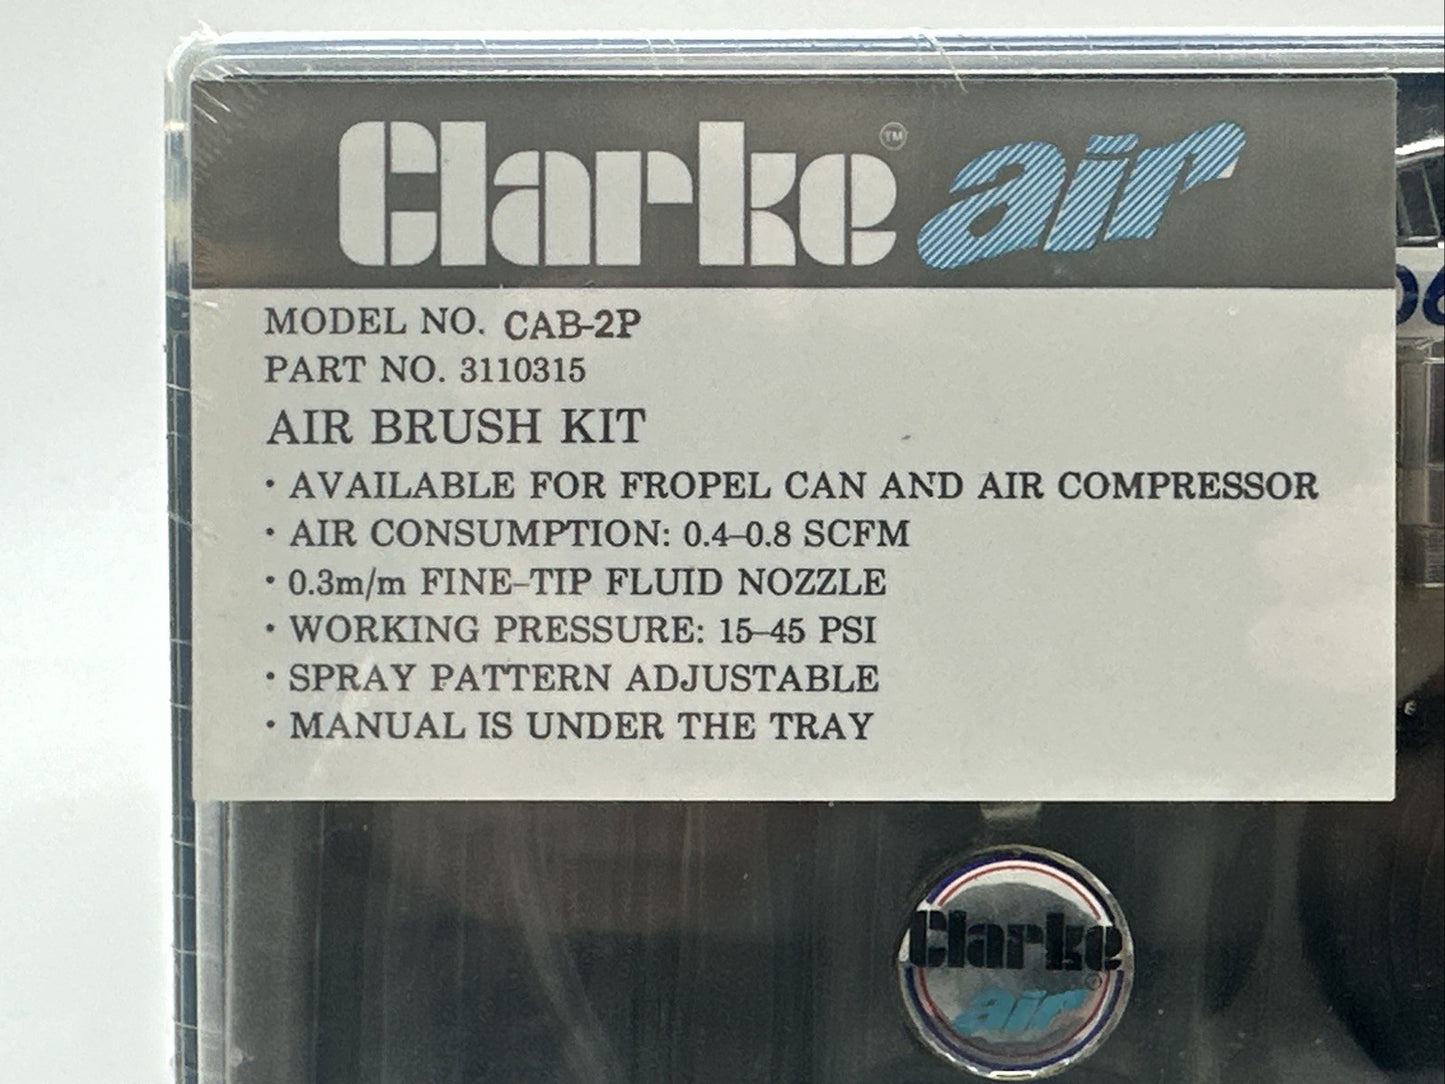 Clarke™ air
MODEL NO. CAB-2P
PART NO. 3110315
AIR BRUSH KIT
· AVAILABLE FOR FROPEL CAN AND AIR COMPRESSOR
· AIR CONSUMPTION: 0.4–0.8 SCFM
· 0.3m/m FINE–TIP FLUID NOZZLE
· WORKING PRESSURE: 15–45 PSI
· SPRAY PATTERN ADJUSTABLE
· MANUAL IS UNDER THE TRAY
Clarke®
air